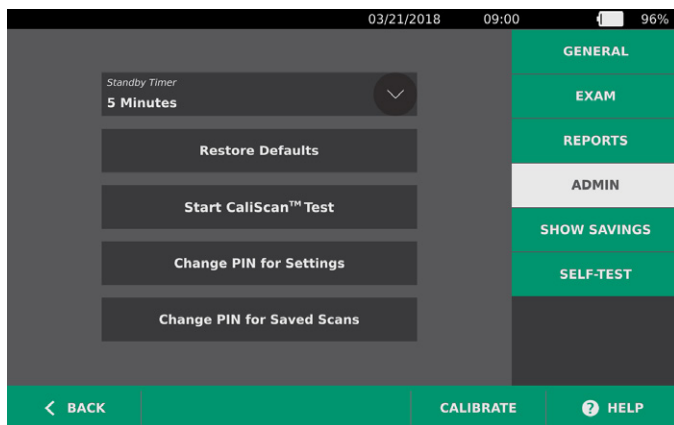 03/21/2018 09:00 96%
GENERAL
Standby Timer
5 Minutes
EXAM
Restore Defaults
REPORTS
ADMIN
Start CaliScan™ Test
SHOW SAVINGS
Change PIN for Settings
SELF-TEST
Change PIN for Saved Scans
BACK CALIBRATE ? HELP